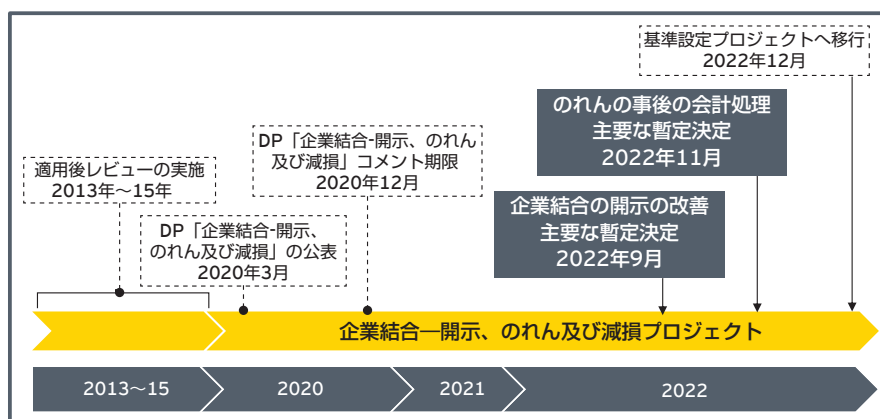 基準設定プロジェクトへ移行
2022年12月
のれんの事後の会計処理
主要な暫定決定
2022年11月
DP「企業結合-開示、のれん
及び減損」コメント期限
2020年12月
適用後レビューの実施
2013年～15年
企業結合の開示の改善
主要な暫定決定
2022年9月
DP「企業結合-開示、
のれん及び減損」の公表
2020年3月
企業結合―開示、のれん及び減損プロジェクト
2013～15
2020
2021
2022